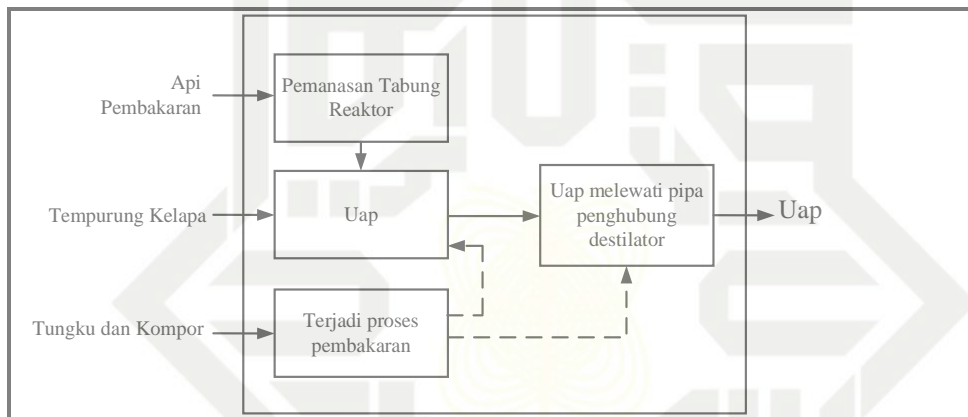 Api
Pembakaran
Pemanasan Tabung
Reaktor
Tempurung Kelapa
Uap
Uap melewati pipa
penghubung
destilator
Uap
Tungku dan Kompor
Terjadi proses
pembakaran